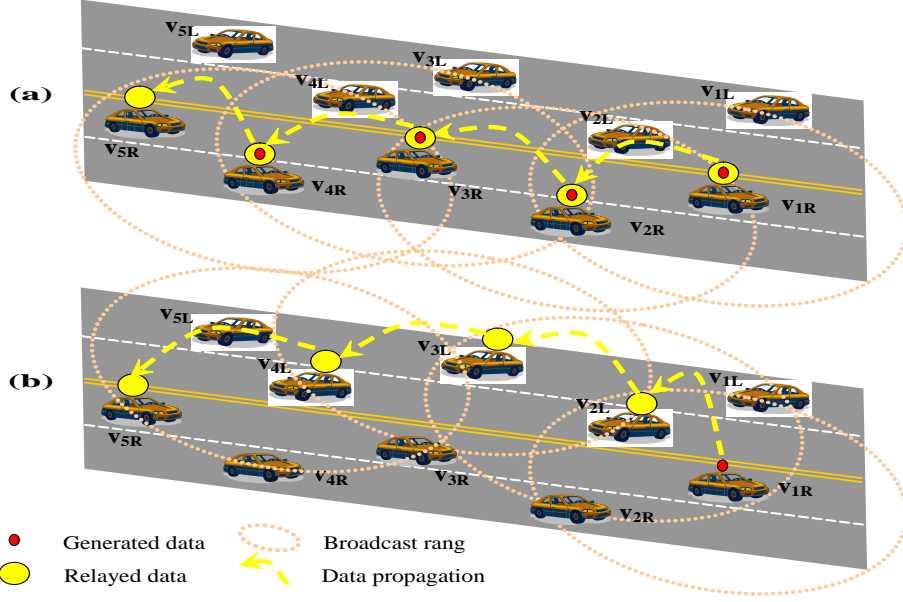 v5L
v3L
v4L
v1L
(a)
v2L
v5R
v4R
v3R
v1R
v2R
v5L
v3L
v4L
v1L
(b)
v2L
v5R
v4R
v3R
v1R
v2R
Generated data
Broadcast rang
Relayed data
Data propagation